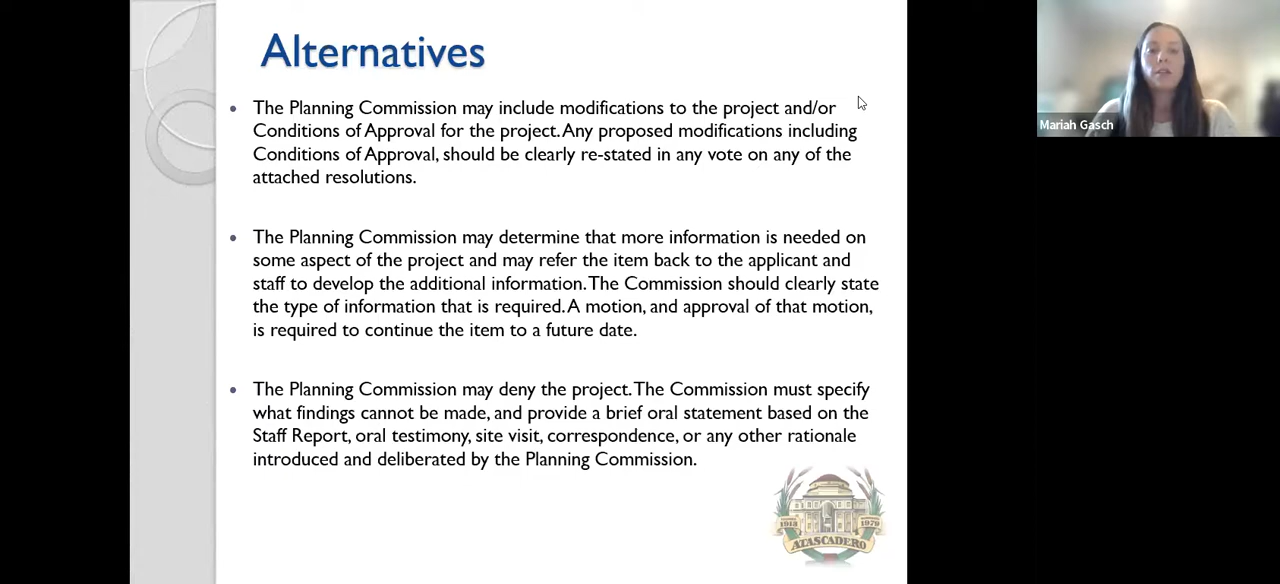 Alternatives
The Planning Commission may include modifications to the project and/or
Conditions of Approval for the project. Any proposed modifications including
Conditions of Approval, should be clearly re-stated in any vote on any of the
attached resolutions.
The Planning Commission may determine that more information is needed on
some aspect of the project and may refer the item back to the applicant and
staff to develop the additional information. The Commission should clearly state
the type of information that is required. A motion, and approval of that motion,
is required to continue the item to a future date.
The Planning Commission may deny the project. The Commission must specify
what findings cannot be made, and provide a brief oral statement based on the
Staff Report, oral testimony, site visit, correspondence, or any other rationale
introduced and deliberated by the Planning Commission.
Mariah Gasch
1913
1979
ATASCADERO